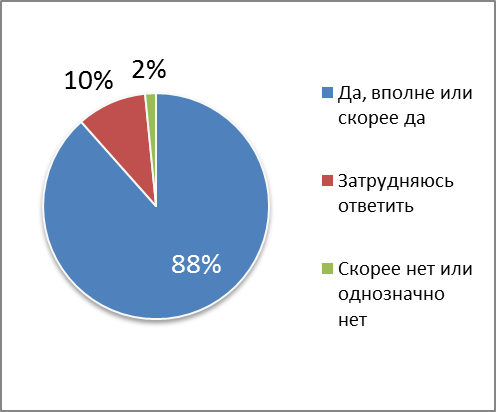 10%
2%
88%
Да, вполне или
скорее да
Затрудняюсь
ответить
Скорее нет или
однозначно
нет